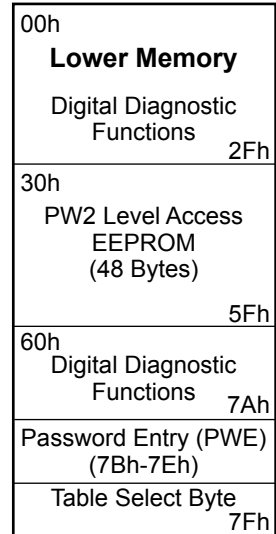 00h
Lower Memory
Digital Diagnostic
Functions
2Fh
30h
PW2 Level Access
EEPROM
(48 Bytes)
5Fh
60h
Digital Diagnostic
Functions
7Ah
Password Entry (PWE)
(7Bh-7Eh)
Table Select Byte
7Fh